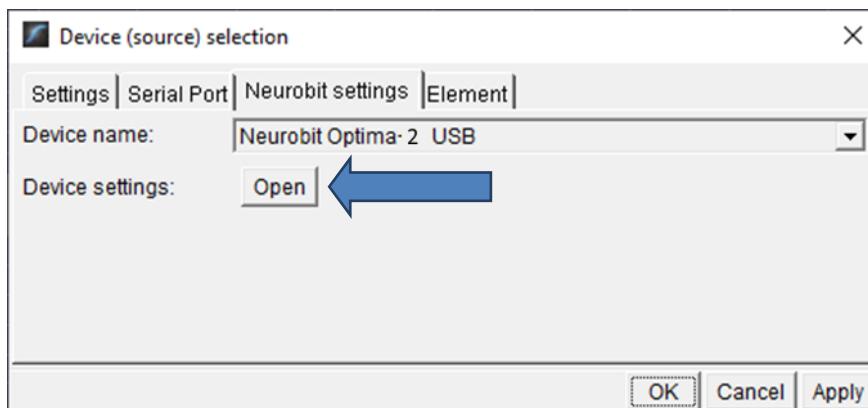 Device (source) selection
Settings Serial Port Neurobit settings Element
Device name: Neurobit Optima- 2 USB
Device settings: Open
OK Cancel Apply